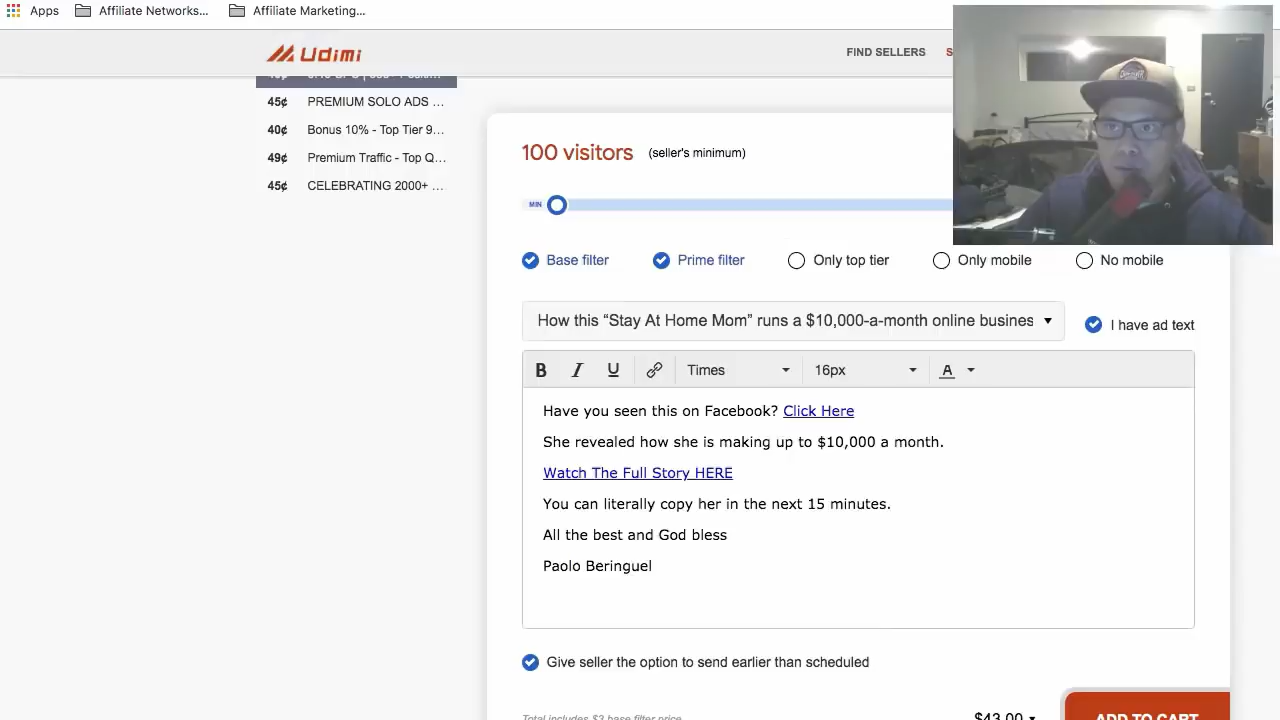 Apps
Affiliate Networks...
Affiliate Marketing...
Udimi
FIND SELLERS
45¢ PREMIUM SOLO ADS ...
40¢ Bonus 10% - Top Tier 9...
49¢ Premium Traffic - Top Q...
45¢ CELEBRATING 2000+ ...
100 visitors (seller's minimum)
MIN
Base filter
Prime filter
Only top tier
Only mobile
No mobile
How this “Stay At Home Mom” runs a $10,000-a-month online busines
I have ad text
B I U Times 16px A
Have you seen this on Facebook? Click Here
She revealed how she is making up to $10,000 a month.
Watch The Full Story HERE
You can literally copy her in the next 15 minutes.
All the best and God bless
Paolo Beringuel
Give seller the option to send earlier than scheduled
Total includes $3 base filter price
$43.00
ADD TO CART